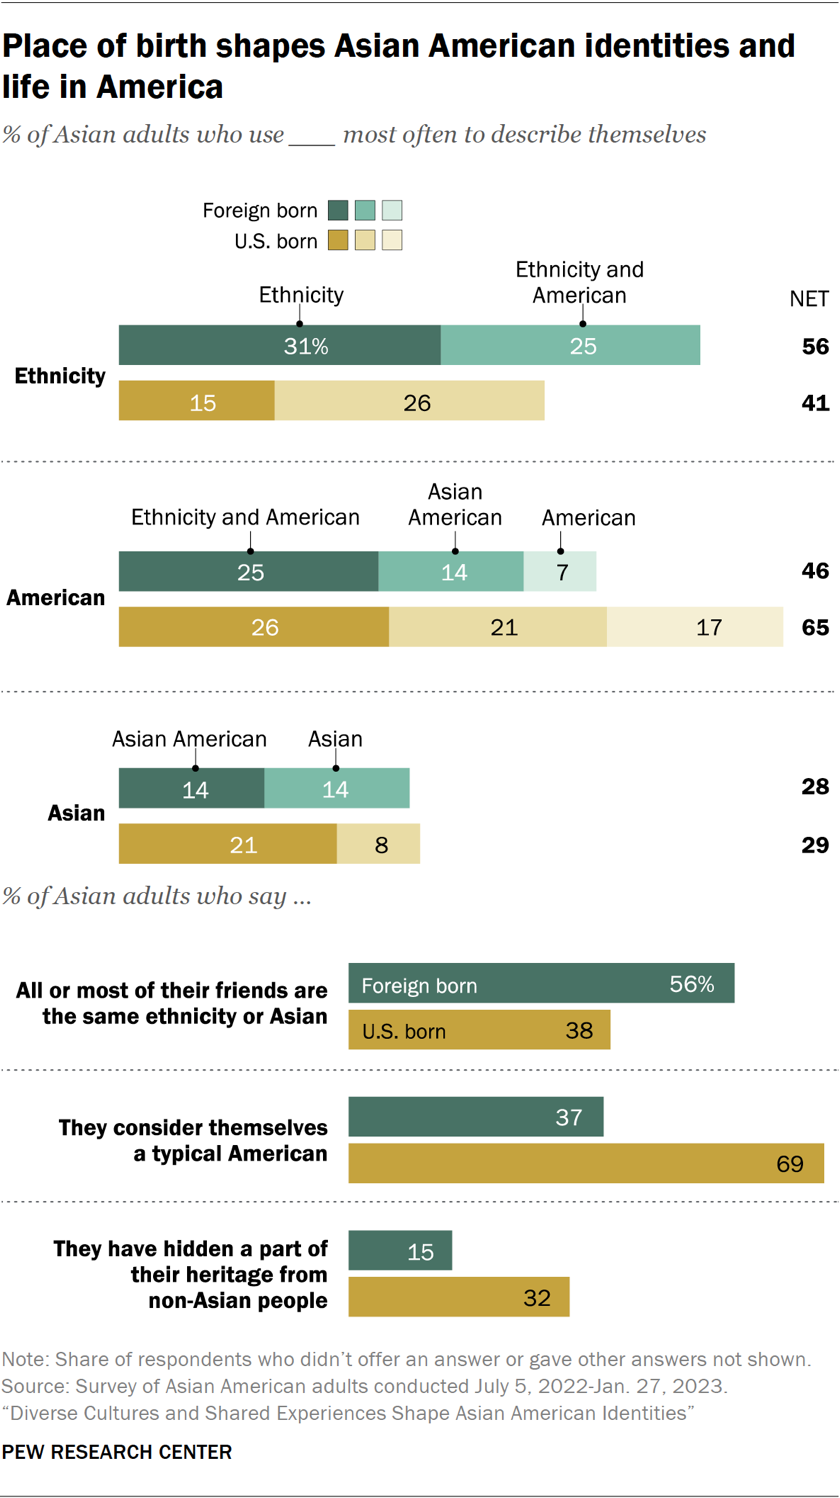 Place of birth shapes Asian American identities and
life in America
% of Asian adults who use ___ most often to describe themselves
Foreign born
U.S. born
Ethnicity and
Ethnicity American NET
31% 25 56
Ethnicity
15 26 41
Asian
Ethnicity and American American American
25 14 7 46
American
26 21 17 65
Asian American Asian
14 14 28
Asian
21 8 29
% of Asian adults who say ...
Foreign born 56%
All or most of their friends are
the same ethnicity or Asian
U.S. born 38
37
They consider themselves
a typical American
69
They have hidden a part of
15
their heritage from
non-Asian people
32
Note: Share of respondents who didn’t offer an answer or gave other answers not shown.
Source: Survey of Asian American adults conducted July 5, 2022-Jan. 27, 2023.
“Diverse Cultures and Shared Experiences Shape Asian American Identities”
PEW RESEARCH CENTER